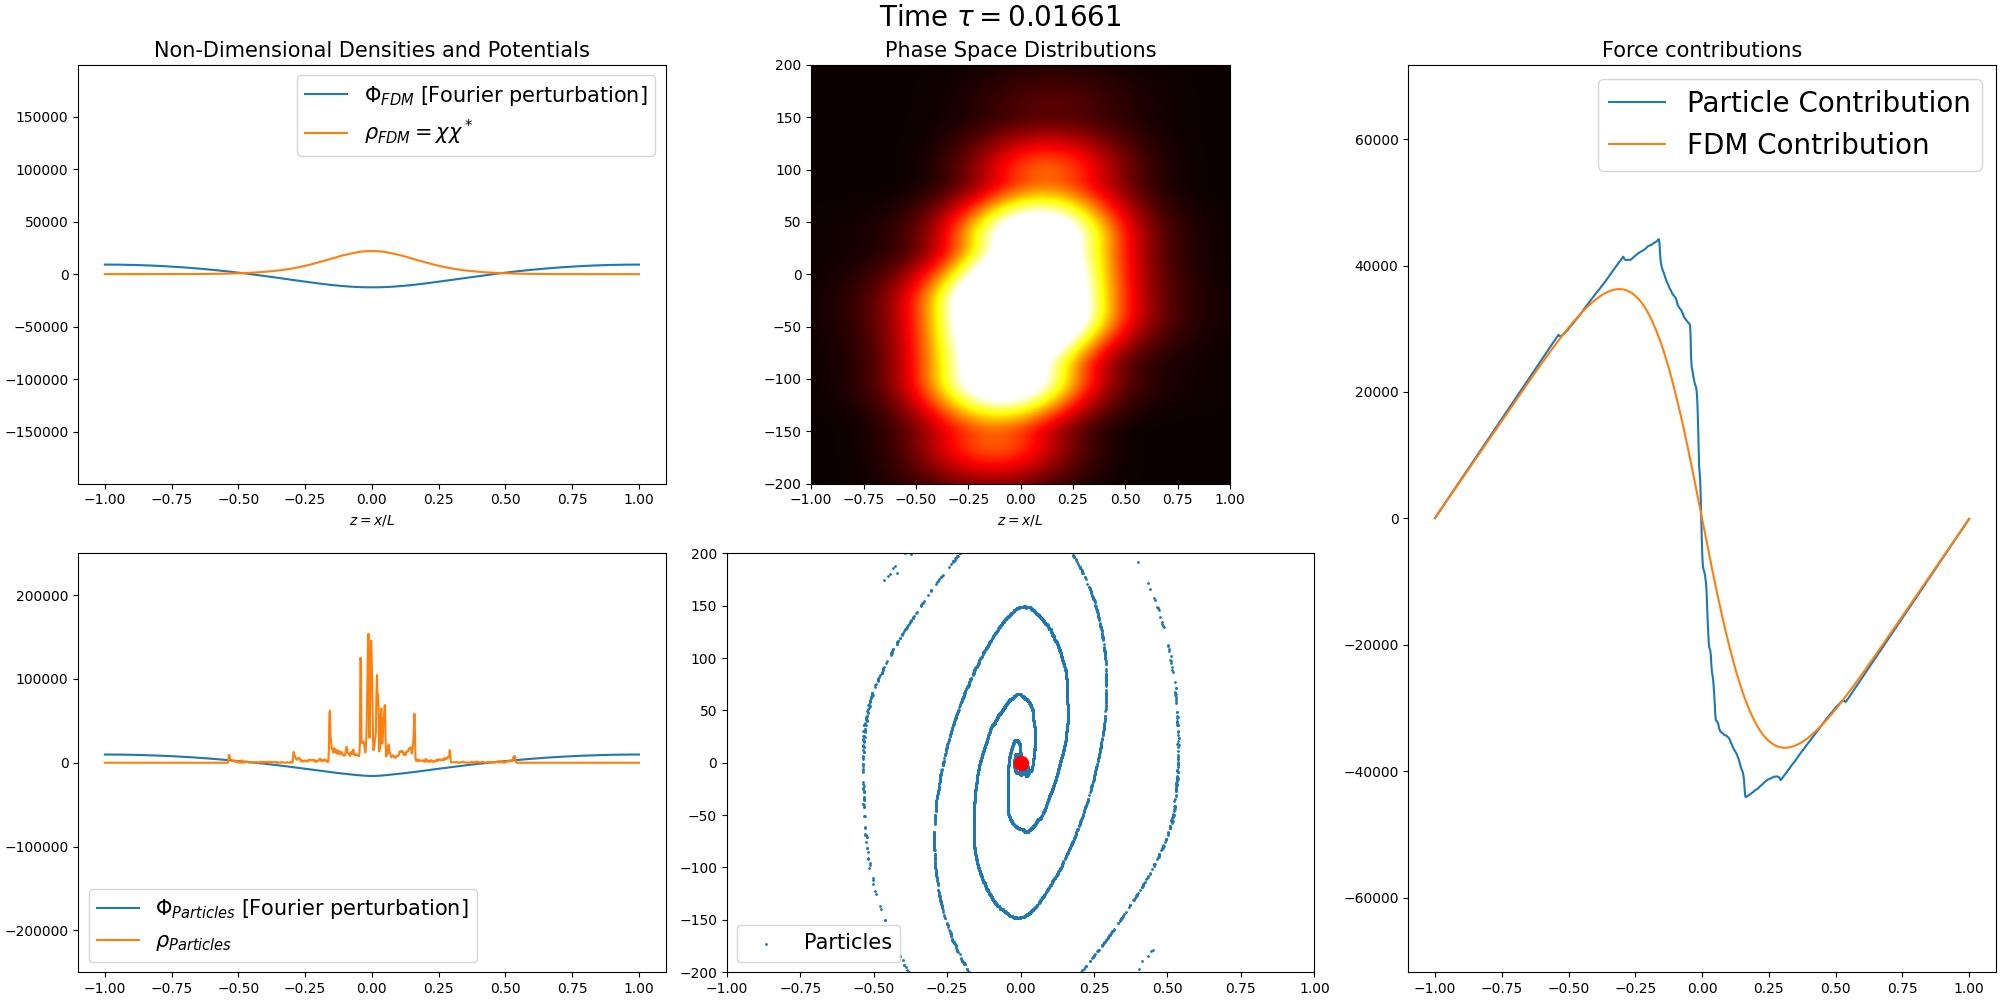 Time τ = 0.01661
Non-Dimensional Densities and Potentials
Φ_FDM [Fourier perturbation]
ρ_FDM = χχ*
150000
100000
50000
0
−50000
−100000
−150000
−1.00 −0.75 −0.50 −0.25 0.00 0.25 0.50 0.75 1.00
z = x/L
Phase Space Distributions
200
150
100
50
0
−50
−100
−150
−200
−1.00 −0.75 −0.50 −0.25 0.00 0.25 0.50 0.75 1.00
z = x/L
Force contributions
Particle Contribution
FDM Contribution
60000
40000
20000
0
−20000
−40000
−60000
−1.00 −0.75 −0.50 −0.25 0.00 0.25 0.50 0.75 1.00
200000
100000
0
−100000
−200000
Φ_Particles [Fourier perturbation]
ρ_Particles
−1.00 −0.75 −0.50 −0.25 0.00 0.25 0.50 0.75 1.00
200
150
100
50
0
−50
−100
−150
−200
Particles
−1.00 −0.75 −0.50 −0.25 0.00 0.25 0.50 0.75 1.00